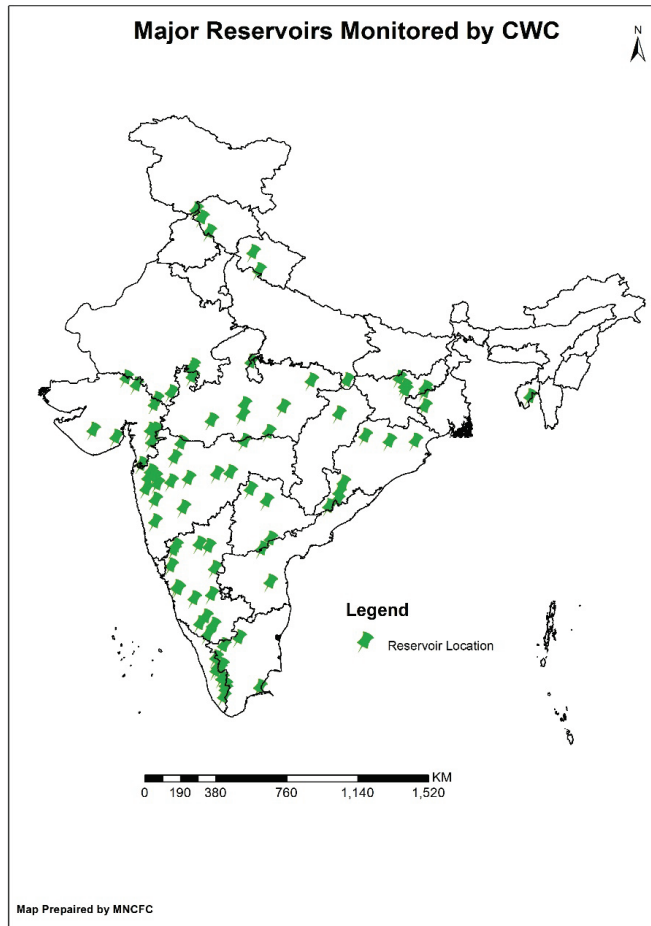 Major Reservoirs Monitored by CWC
N
Legend
Reservoir Location
KM
0 190 380 760 1,140 1,520
Map Prepaired by MNCFC